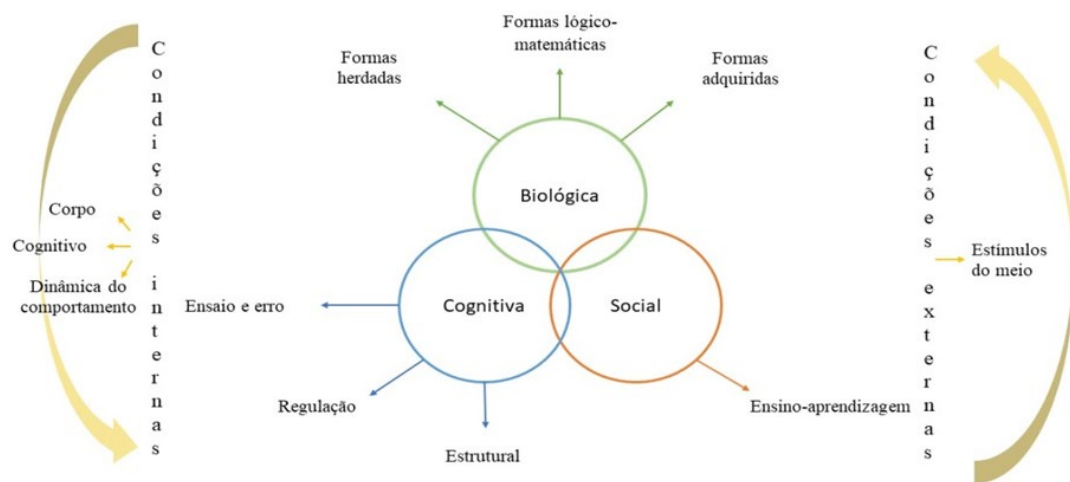 Condições internas
Corpo
Cognitivo
Dinâmica do
comportamento
Formas
herdadas
Formas lógico-
matemáticas
Formas
adquiridas
Biológica
Cognitiva
Social
Ensaio e erro
Regulação
Estrutural
Ensino-aprendizagem
Condições externas
Estímulos
do meio